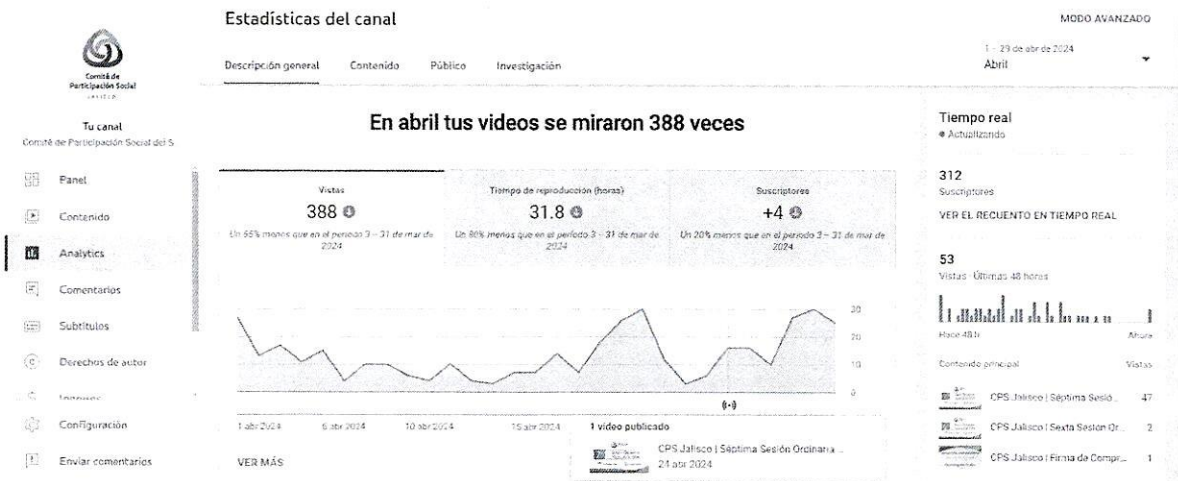 Estadísticas del canal
MODO AVANZADO
Comité de
Participación Social
Descripción general
Contenido
Público
Investigación
1 – 29 de abr de 2024
Abril
Tu canal
Comité de Participación Social del S
Panel
Contenido
Analytics
Comentarios
Subtítulos
Derechos de autor
Configuración
Enviar comentarios
En abril tus videos se miraron 388 veces
Vistas
388
Un 55% menos que en el período 3 – 31 de mar de
2024
Tiempo de reproducción (horas)
31.8
Un 80% menos que en el período 3 – 31 de mar de
2024
Suscriptores
+4
Un 20% menos que en el período 3 – 31 de mar de
2024
30
20
10
0
1 abr 2024
6 abr 2024
10 abr 2024
15 abr 2024
1 video publicado
CPS Jalisco | Séptima Sesión Ordinaria ...
24 abr 2024
VER MÁS
Tiempo real
Actualizando
312
Suscriptores
VER EL RECUENTO EN TIEMPO REAL
53
Vistas · Últimas 48 horas
Hace 48 h
Ahora
Contenido principal
Vistas
CPS Jalisco | Séptima Sesió...
47
CPS Jalisco | Sexta Sesión Or...
2
CPS Jalisco | Firma de Compr...
1